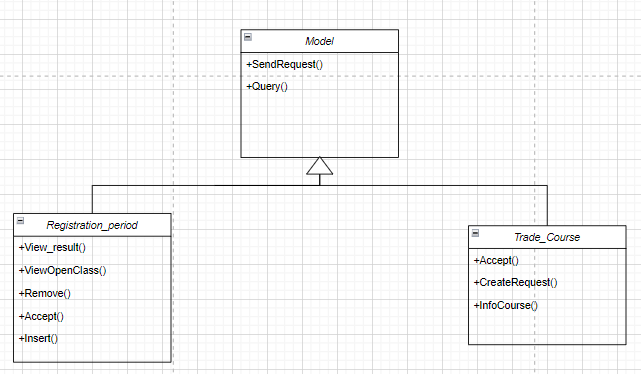 Model
+SendRequest()
+Query()
Registration_period
+View_result()
+ViewOpenClass()
+Remove()
+Accept()
+Insert()
Trade_Course
+Accept()
+CreateRequest()
+InfoCourse()